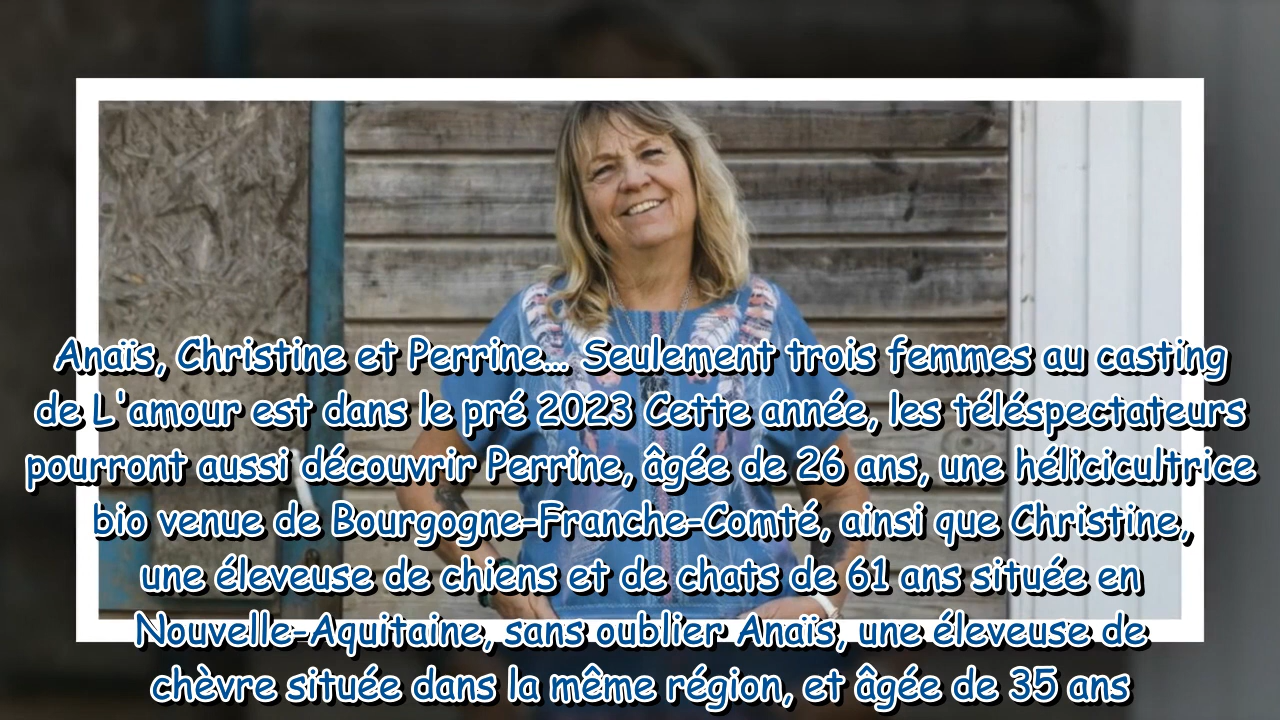 Anaïs, Christine et Perrine... Seulement trois femmes au casting
de L'amour est dans le pré 2023 Cette année, les téléspectateurs
pourront aussi découvrir Perrine, âgée de 26 ans, une hélicicultrice
bio venue de Bourgogne-Franche-Comté, ainsi que Christine,
une éleveuse de chiens et de chats de 61 ans située en
Nouvelle-Aquitaine, sans oublier Anaïs, une éleveuse de
chèvre située dans la même région, et âgée de 35 ans